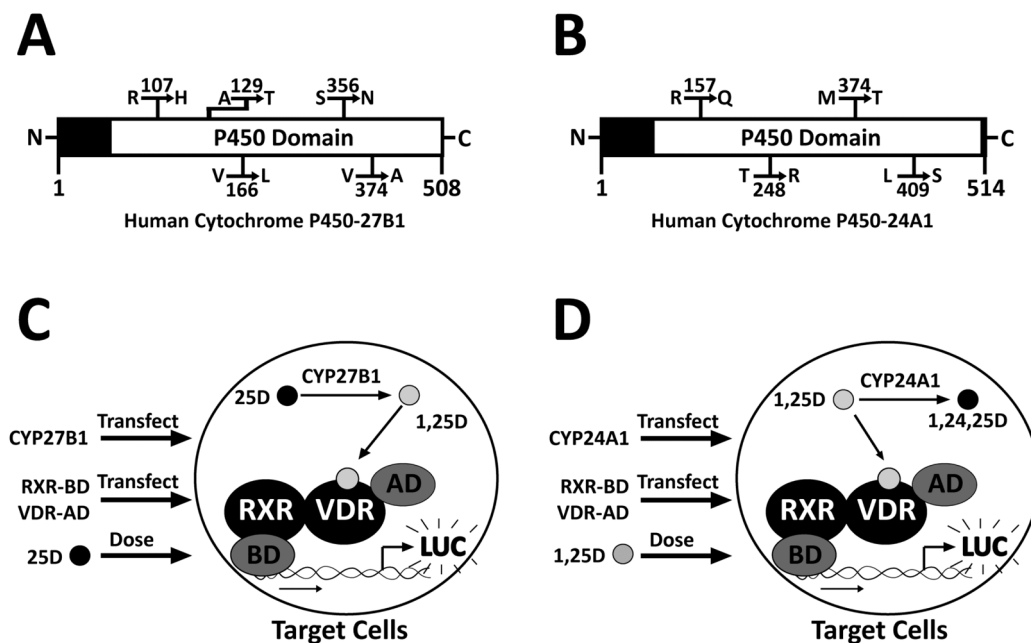 A
107
R H
129
A T
356
S N
N
P450 Domain
C
V L
166
V A
374
1
508
Human Cytochrome P450-27B1
B
157
R Q
374
M T
N
P450 Domain
C
T R
248
L S
409
1
514
Human Cytochrome P450-24A1
C
CYP27B1
Transfect
RXR-BD
VDR-AD
Transfect
25D
Dose
25D
CYP27B1
1,25D
RXR
VDR
AD
BD
LUC
Target Cells
D
CYP24A1
Transfect
RXR-BD
VDR-AD
Transfect
1,25D
Dose
1,25D
CYP24A1
1,24,25D
RXR
VDR
AD
BD
LUC
Target Cells